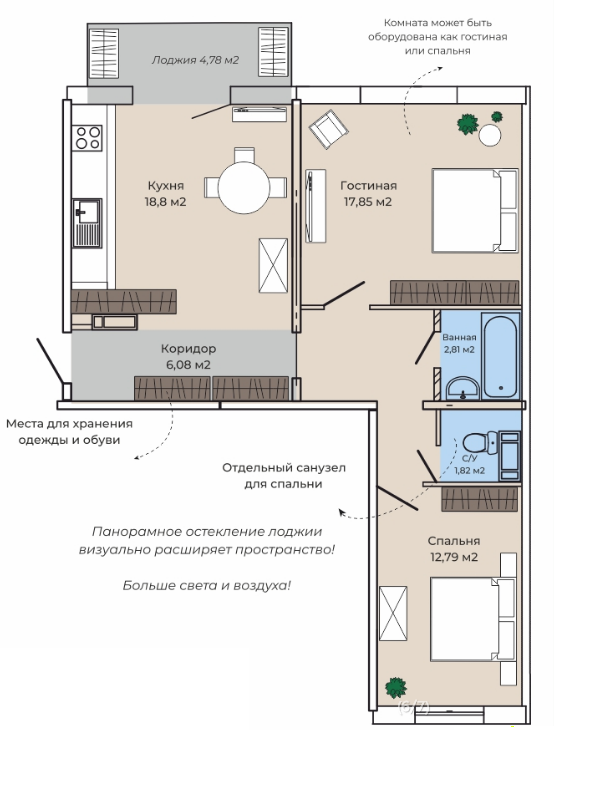 Комната может быть
оборудована как гостиная
или спальня
Лоджия 4,78 м2
Кухня
18,8 м2
Гостиная
17,85 м2
Ванная
2,81 м2
Коридор
6,08 м2
Места для хранения
одежды и обуви
Отдельный санузел
для спальни
С/У
1,82 м2
Панорамное остекление лоджии
визуально расширяет пространство!
Больше света и воздуха!
Спальня
12,79 м2
(6/7)